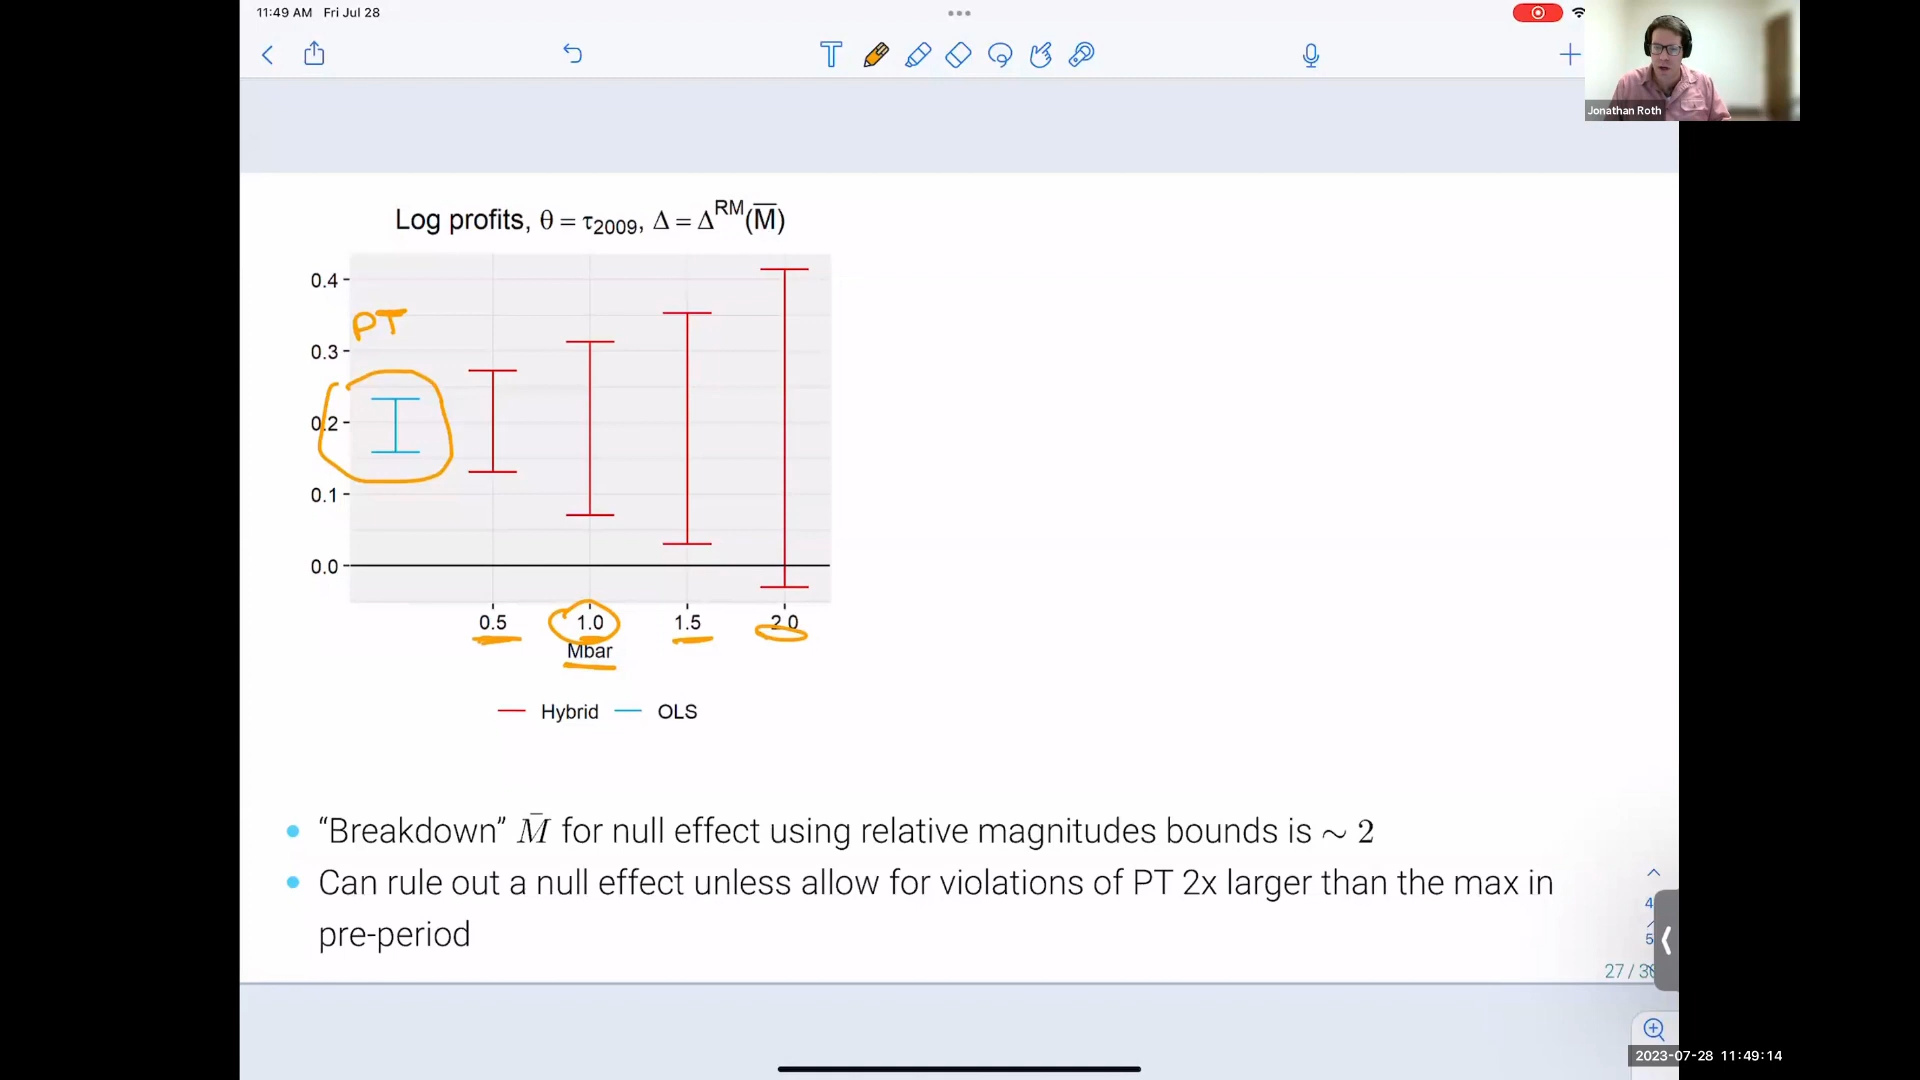 11:49 AM Fri Jul 28
Jonathan Roth
Log profits, θ = τ2009, Δ = Δ^RM(M̅)
0.4
PT
0.3
0.2
0.1
0.0
0.5 1.0 1.5 2.0
Mbar
Hybrid OLS
• “Breakdown” M̄ for null effect using relative magnitudes bounds is ∼ 2
• Can rule out a null effect unless allow for violations of PT 2x larger than the max in
pre-period
4
5
27 / 3
2023-07-28 11:49:14